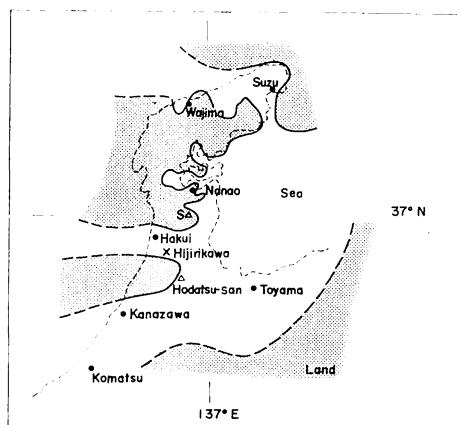 Suzu
Wajima
Nanao
Sea
S
37° N
Hakui
Hijirikawa
Hodatsu-san
Toyama
Kanazawa
Land
Komatsu
137° E